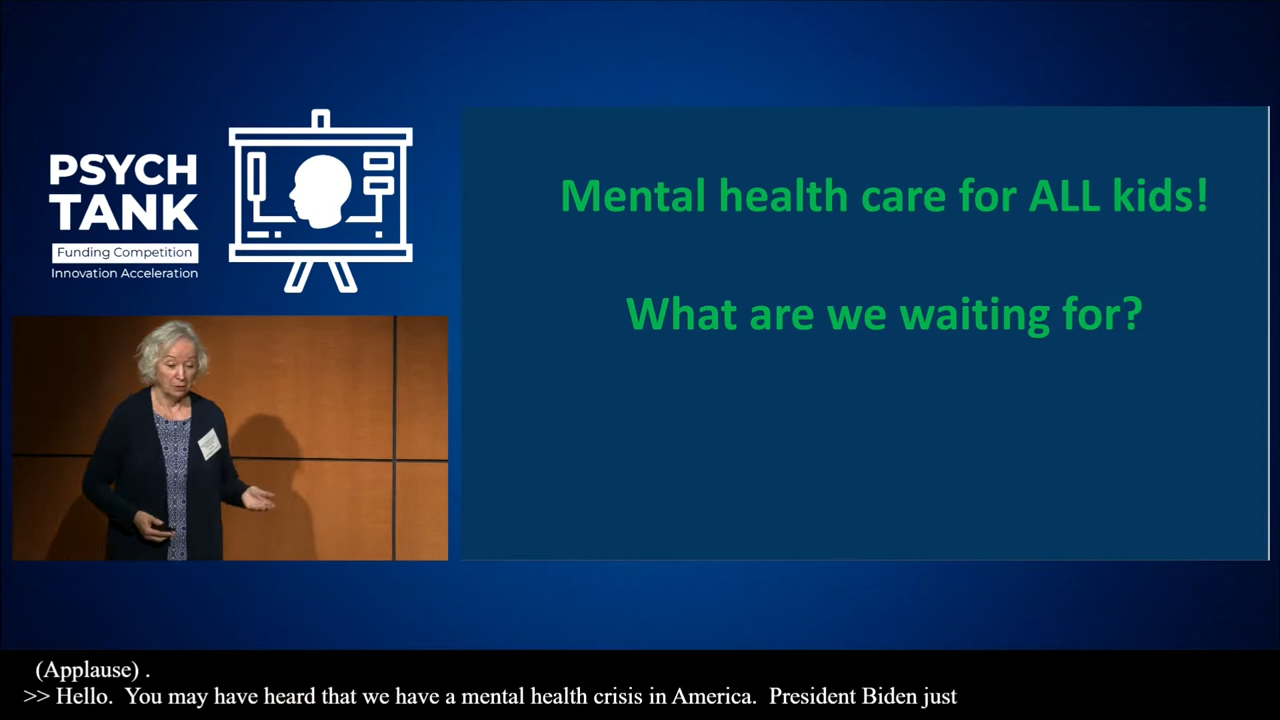 PSYCH
TANK
Funding Competition
Innovation Acceleration
Mental health care for ALL kids!
What are we waiting for?
(Applause) .
>> Hello.  You may have heard that we have a mental health crisis in America.  President Biden just